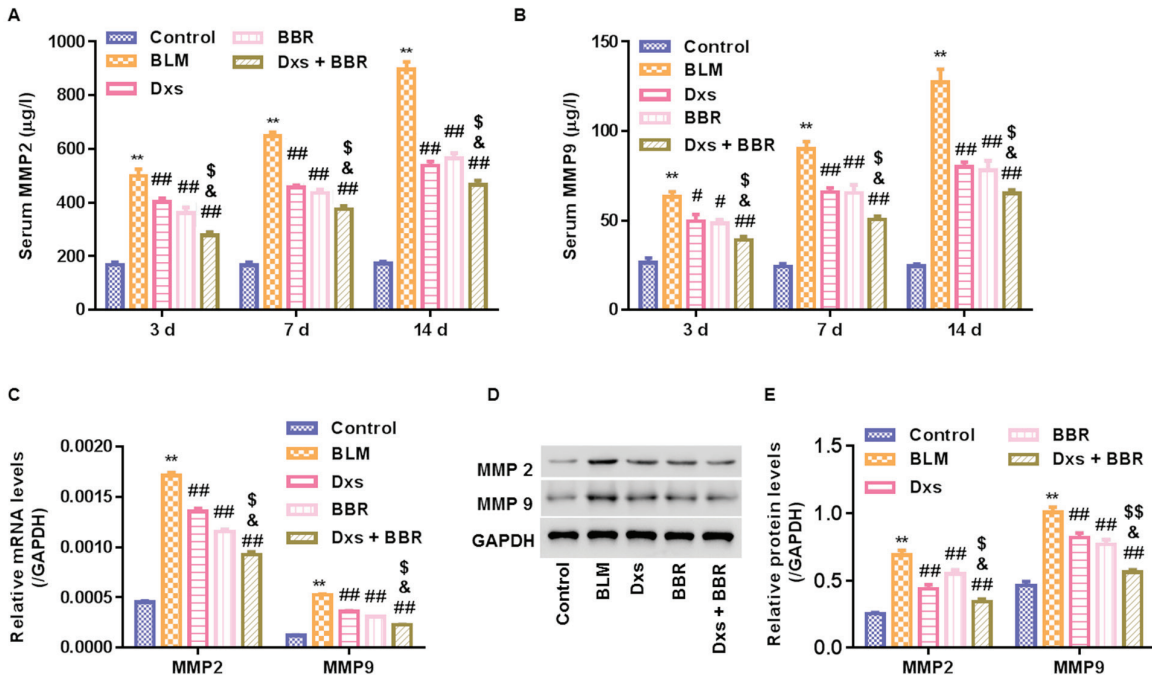 A
Control
BLM
Dxs
BBR
Dxs + BBR
Serum MMP2 (µg/l)
1000
800
600
400
200
0
**
##
##
$
&
##
**
##
##
$
&
##
**
##
##
$
&
##
3 d
7 d
14 d
B
Control
BLM
Dxs
BBR
Dxs + BBR
Serum MMP9 (µg/l)
150
100
50
0
**
#
#
$
&
##
**
##
##
$
&
##
**
##
##
$
&
##
3 d
7 d
14 d
C
Control
BLM
Dxs
BBR
Dxs + BBR
Relative mRNA levels
(/GAPDH)
0.0020
0.0015
0.0010
0.0005
0.0000
**
##
##
$
&
##
**
##
##
$
&
##
MMP2
MMP9
D
MMP 2
MMP 9
GAPDH
Control
BLM
Dxs
BBR
Dxs + BBR
E
Control
BLM
Dxs
BBR
Dxs + BBR
Relative protein levels
(/GAPDH)
1.5
1.0
0.5
0.0
**
##
##
$
&
##
**
##
##
$$
&
##
MMP2
MMP9